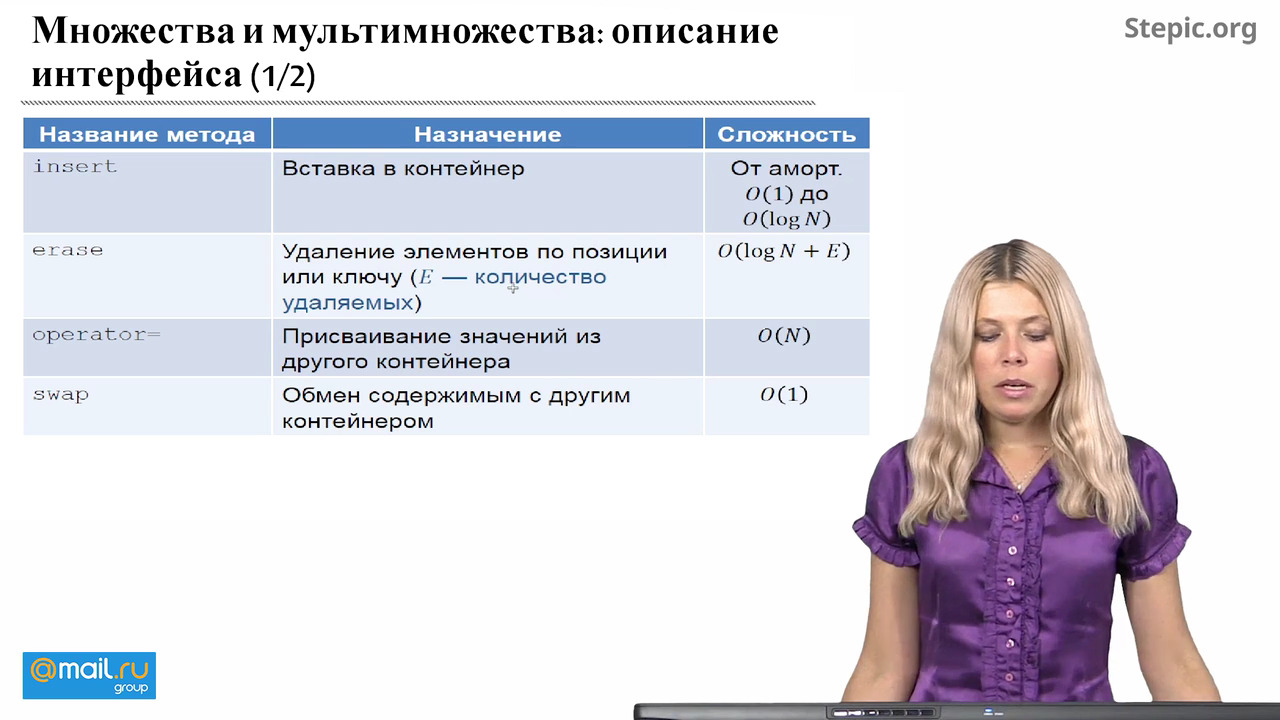 Множества и мультимножества: описание
интерфейса (1/2)
Stepic.org
Название метода Назначение Сложность
insert Вставка в контейнер От аморт.
O(1) до
O(log N)
erase Удаление элементов по позиции O(log N + E)
или ключу (E — количество
удаляемых)
operator= Присваивание значений из O(N)
другого контейнера
swap Обмен содержимым с другим O(1)
контейнером
@mail.ru
group